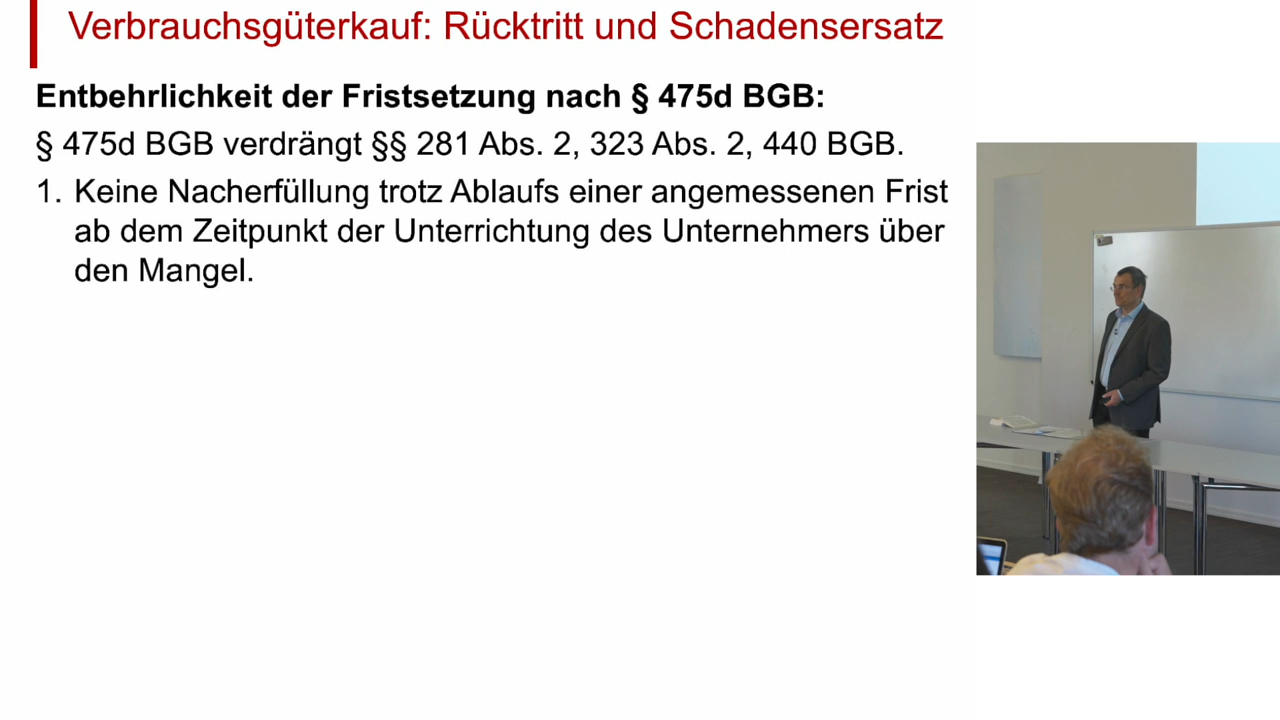 Verbrauchsgüterkauf: Rücktritt und Schadensersatz
Entbehrlichkeit der Fristsetzung nach § 475d BGB:
§ 475d BGB verdrängt §§ 281 Abs. 2, 323 Abs. 2, 440 BGB.
1. Keine Nacherfüllung trotz Ablaufs einer angemessenen Frist
ab dem Zeitpunkt der Unterrichtung des Unternehmers über
den Mangel.